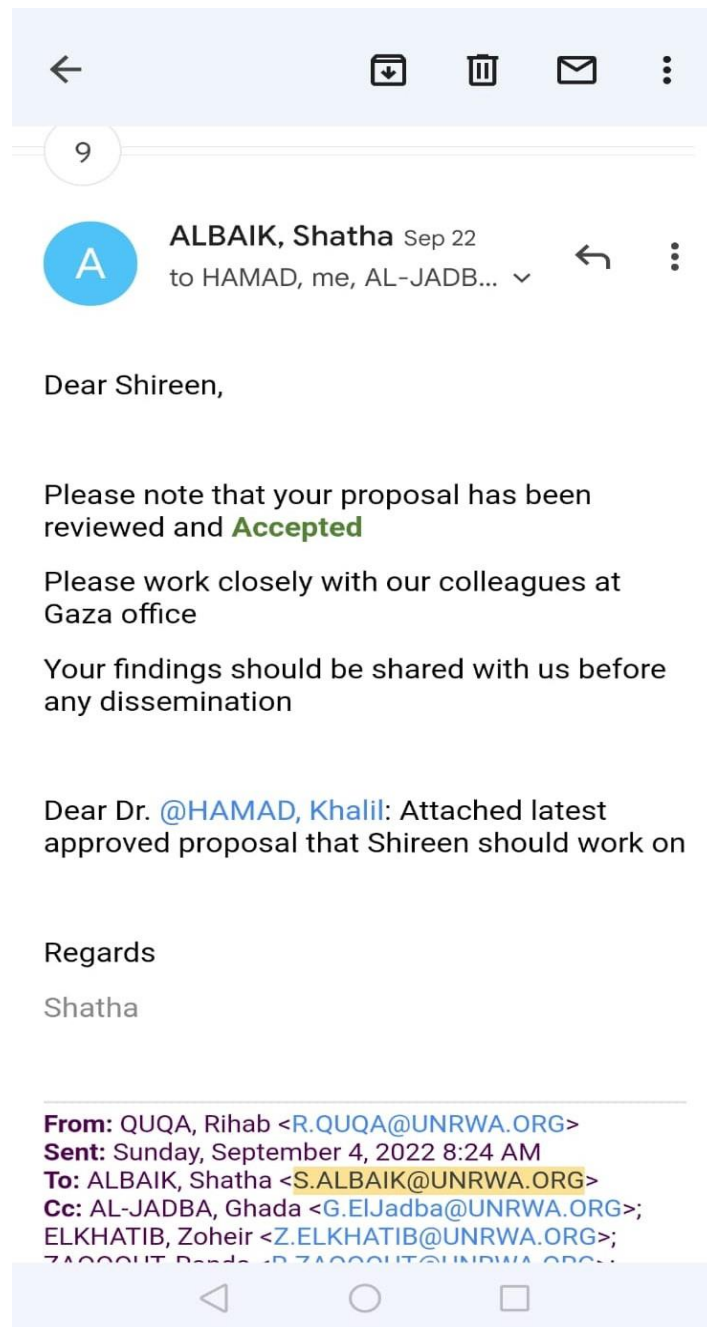 9
A
ALBAIK, Shatha Sep 22
to HAMAD, me, AL-JADB...
Dear Shireen,
Please note that your proposal has been
reviewed and Accepted
Please work closely with our colleagues at
Gaza office
Your findings should be shared with us before
any dissemination
Dear Dr. @HAMAD, Khalil: Attached latest
approved proposal that Shireen should work on
Regards
Shatha
From: QUQA, Rihab <R.QUQA@UNRWA.ORG>
Sent: Sunday, September 4, 2022 8:24 AM
To: ALBAIK, Shatha <S.ALBAIK@UNRWA.ORG>
Cc: AL-JADBA, Ghada <G.ElJadba@UNRWA.ORG>;
ELKHATIB, Zoheir <Z.ELKHATIB@UNRWA.ORG>;